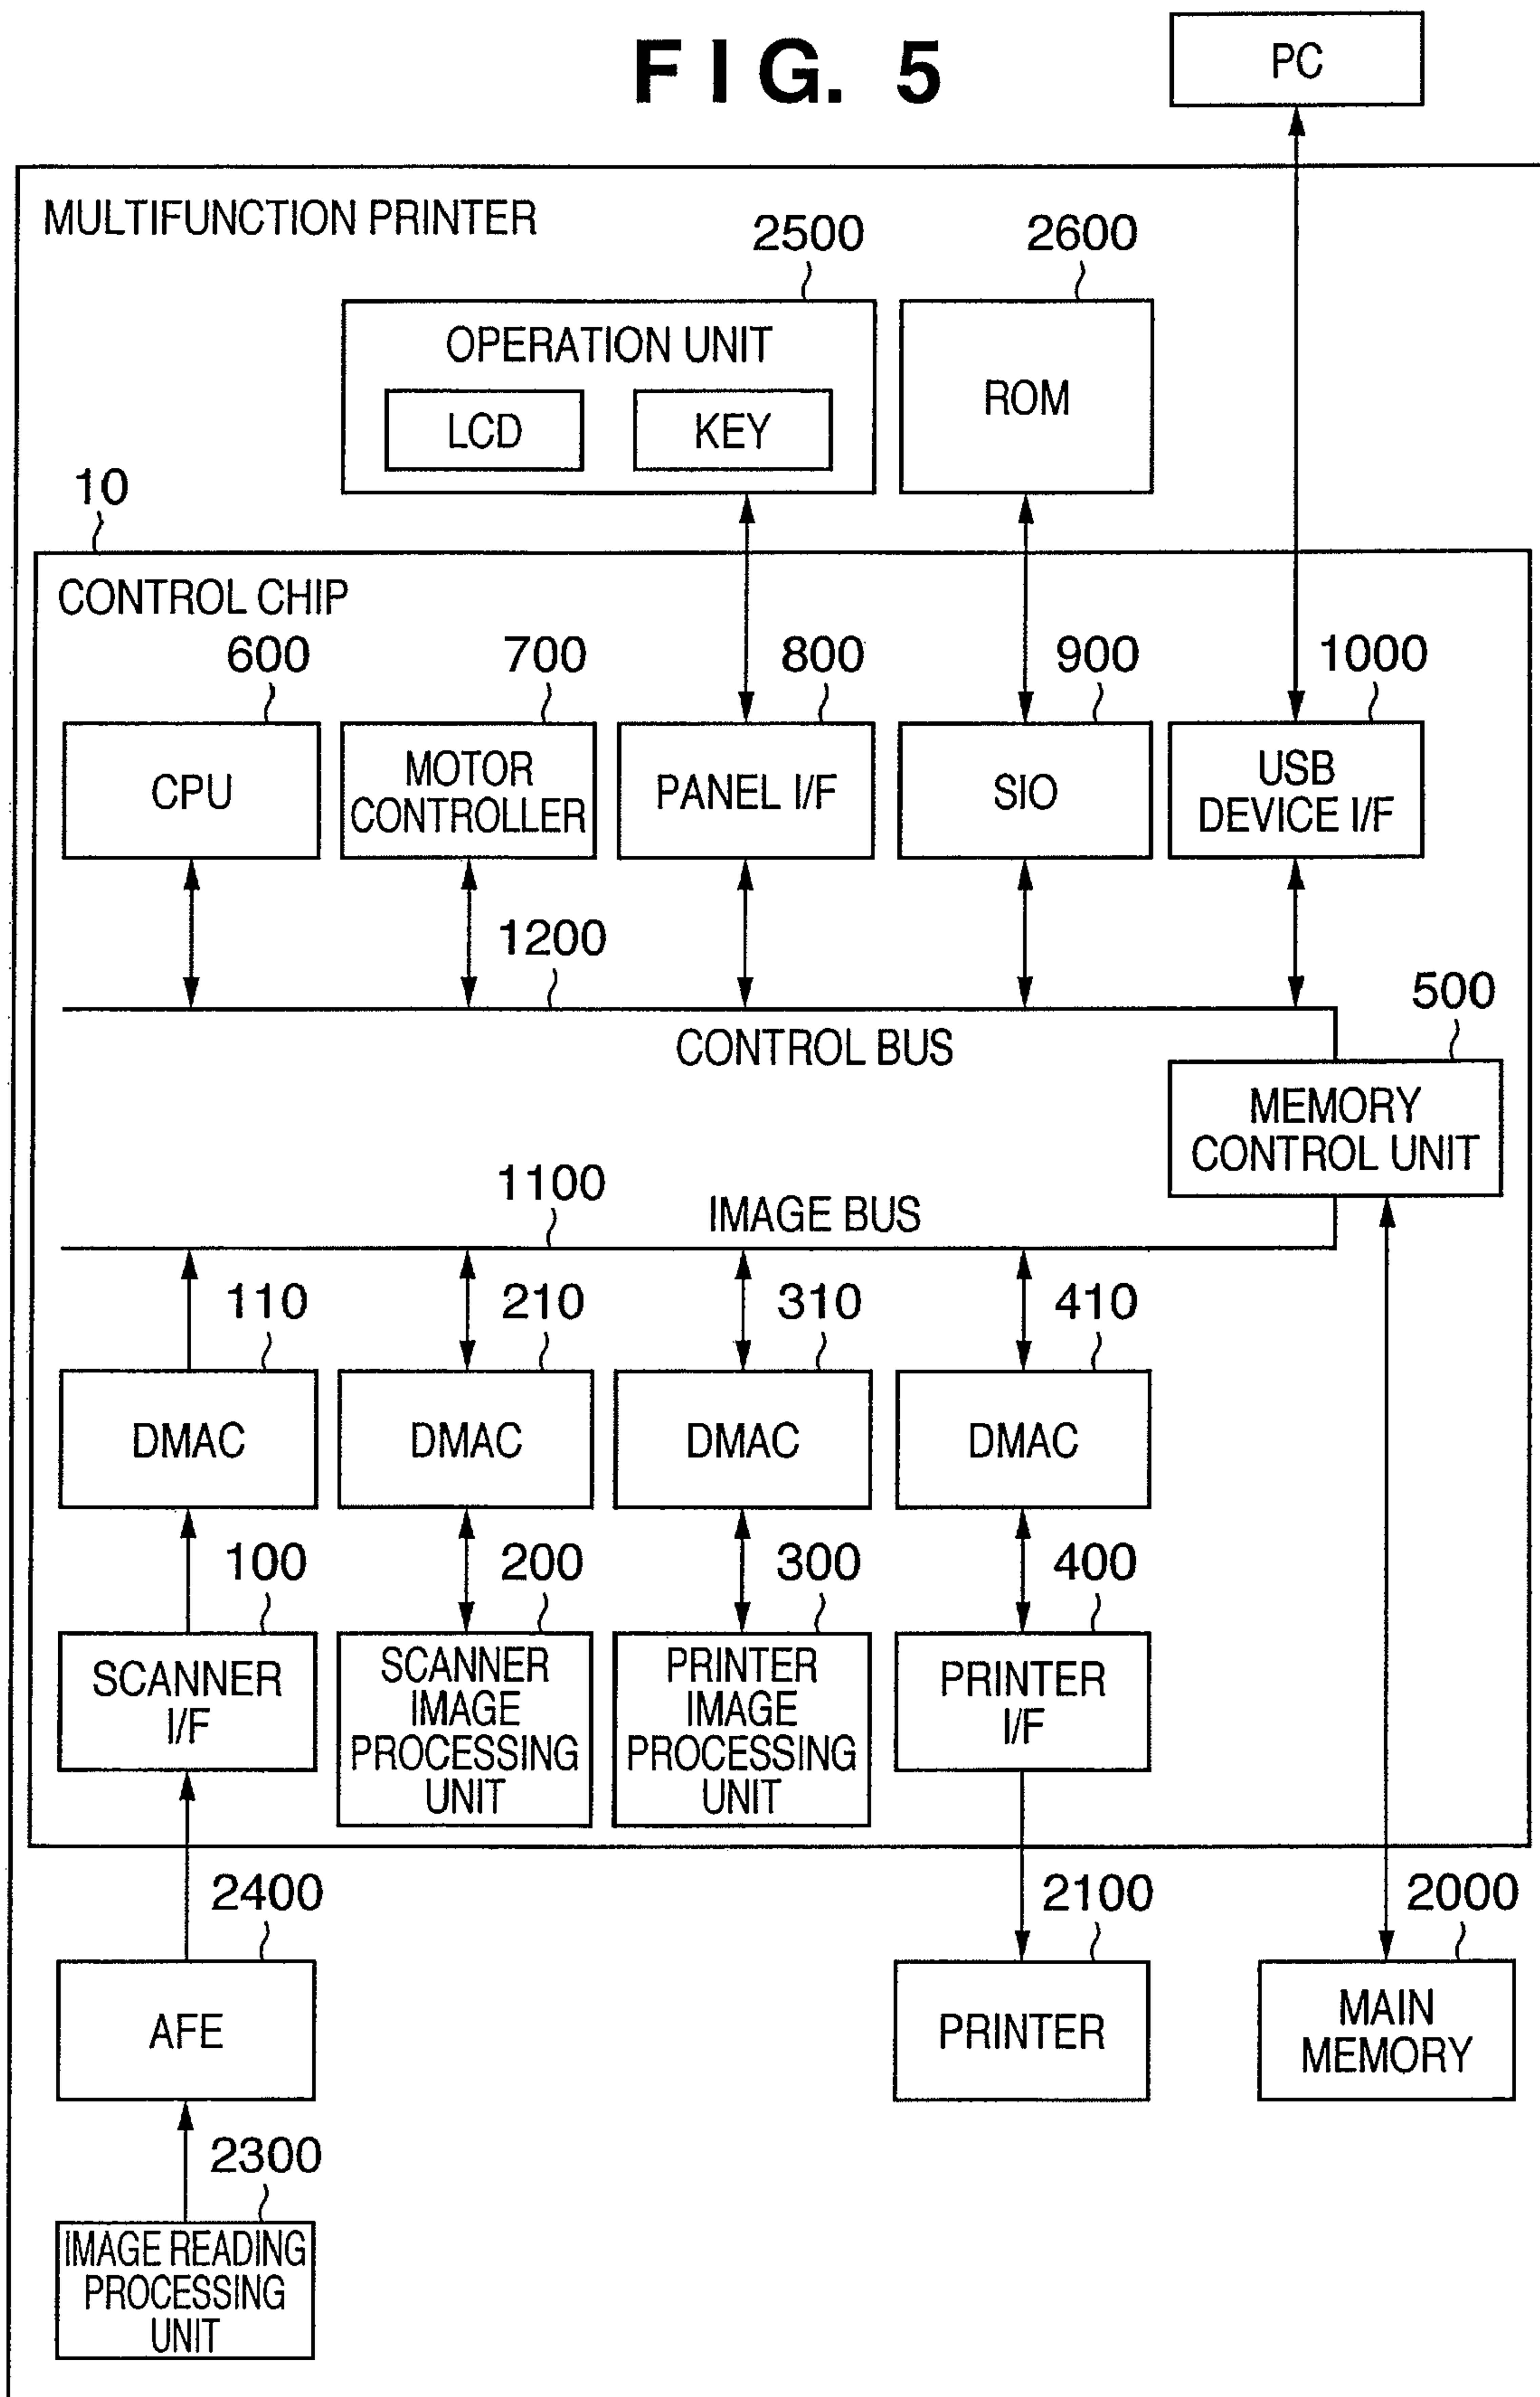 FIG. 5
PC
MULTIFUNCTION PRINTER
2500
2600
OPERATION UNIT
LCD
KEY
ROM
10
CONTROL CHIP
600
700
800
900
1000
CPU
MOTOR
CONTROLLER
PANEL I/F
SIO
USB
DEVICE I/F
1200
CONTROL BUS
500
MEMORY
CONTROL UNIT
1100
IMAGE BUS
110
210
310
410
DMAC
DMAC
DMAC
DMAC
100
200
300
400
SCANNER
I/F
SCANNER
IMAGE
PROCESSING
UNIT
PRINTER
IMAGE
PROCESSING
UNIT
PRINTER
I/F
2400
2100
2000
AFE
PRINTER
MAIN
MEMORY
2300
IMAGE READING
PROCESSING
UNIT